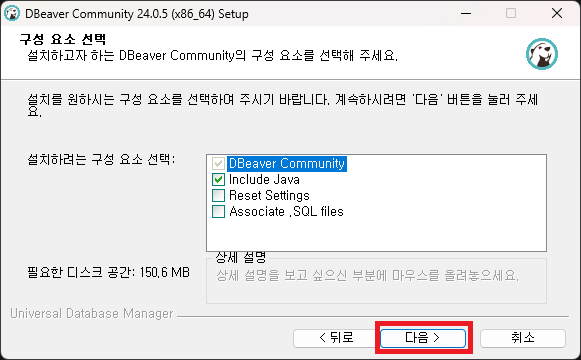 DBeaver Community 24.0.5 (x86_64) Setup
구성 요소 선택
설치하고자 하는 DBeaver Community의 구성 요소를 선택해 주세요.
설치를 원하시는 구성 요소를 선택하여 주시기 바랍니다. 계속하시려면 '다음' 버튼을 눌러 주세
요.
설치하려는 구성 요소 선택:
DBeaver Community
Include Java
Reset Settings
Associate .SQL files
필요한 디스크 공간: 150.6 MB
상세 설명
상세 설명을 보고 싶으신 부분에 마우스를 올려놓으세요.
Universal Database Manager
< 뒤로
다음 >
취소